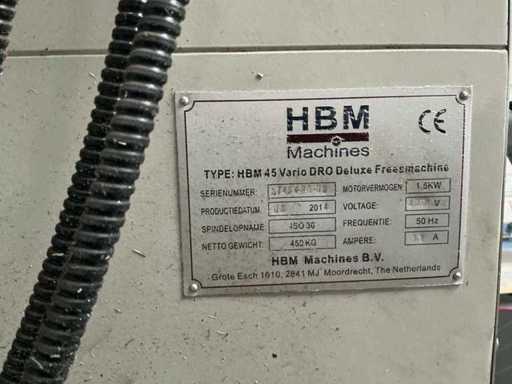 HBM
Machines
CE
TYPE: HBM 45 Vario DRO Deluxe Freesmachine
SERIENUMMER: MOTORVERMOGEN: 1.5KW
PRODUCTIEDATUM: 2014 VOLTAGE: V
SPINDELOPNAME ISO 30 FREQUENTIE: 50 Hz
NETTO GEWICHT: 450 KG AMPERE: A
HBM Machines B.V.
Grote Esch 1010, 2841 MJ Moordrecht, The Netherlands